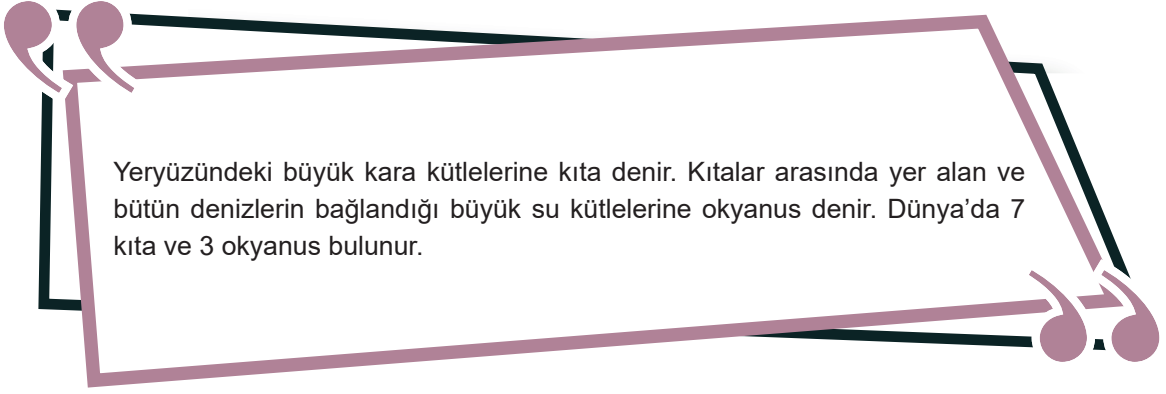 Yeryüzündeki büyük kara kütlelerine kıta denir. Kıtalar arasında yer alan ve
bütün denizlerin bağlandığı büyük su kütlelerine okyanus denir. Dünya’da 7
kıta ve 3 okyanus bulunur.